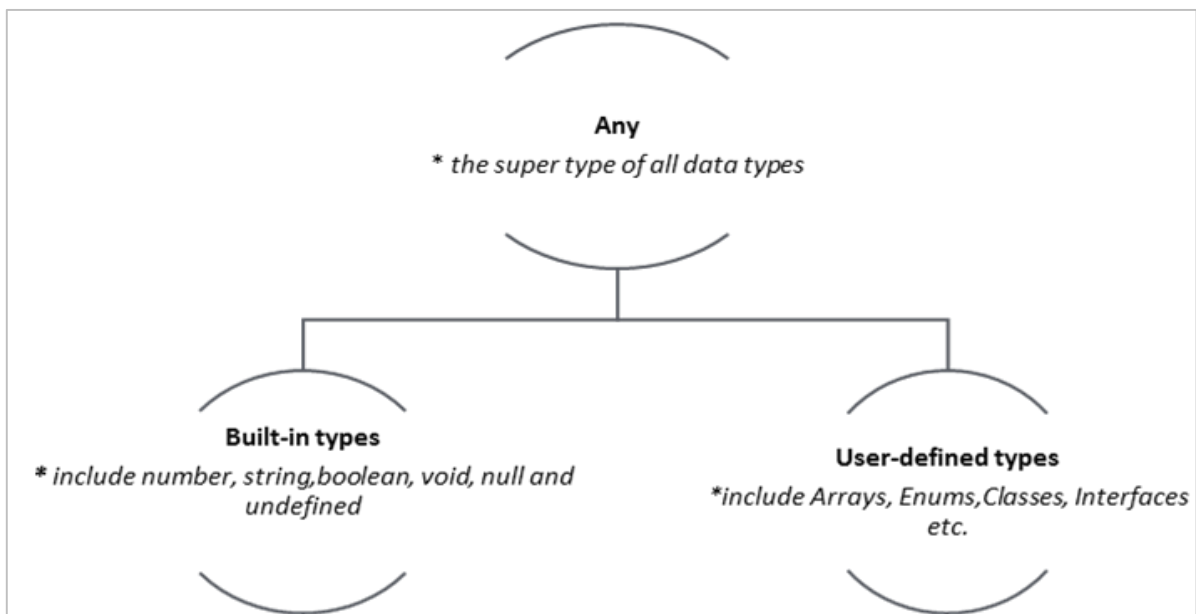 Any
* the super type of all data types
Built-in types
* include number, string,boolean, void, null and
undefined
User-defined types
*include Arrays, Enums,Classes, Interfaces
etc.